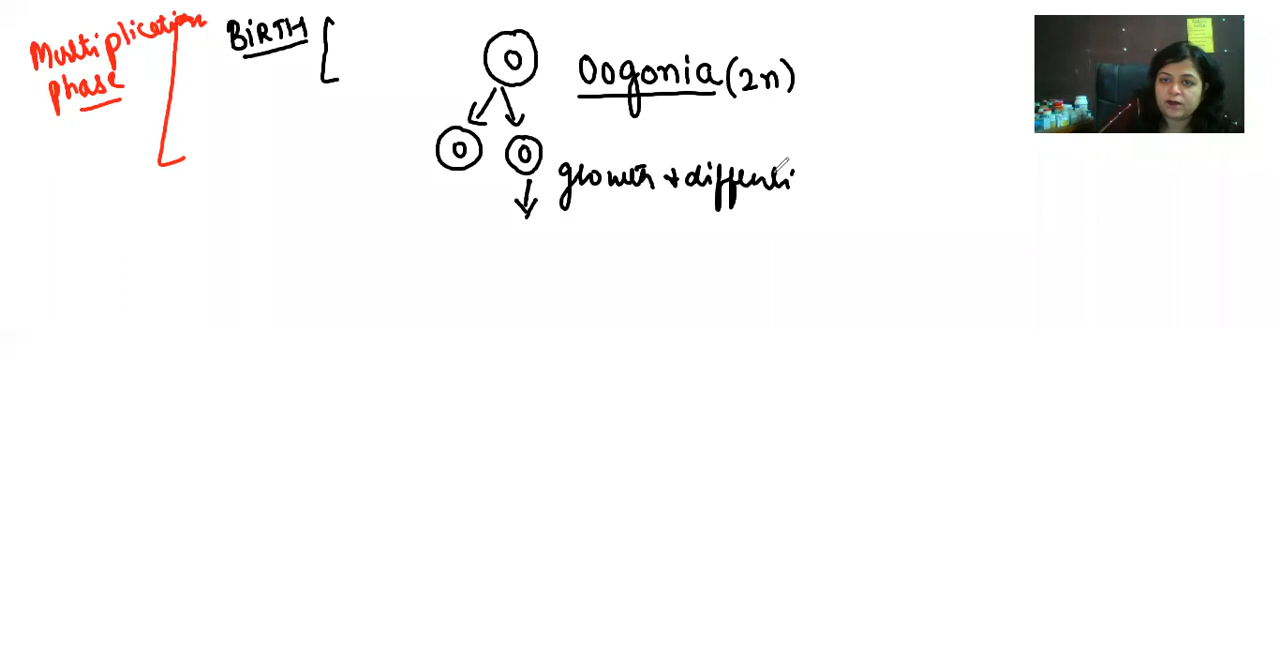 Multiplication
phase
BIRTH
Oogonia (2n)
growth + differenti